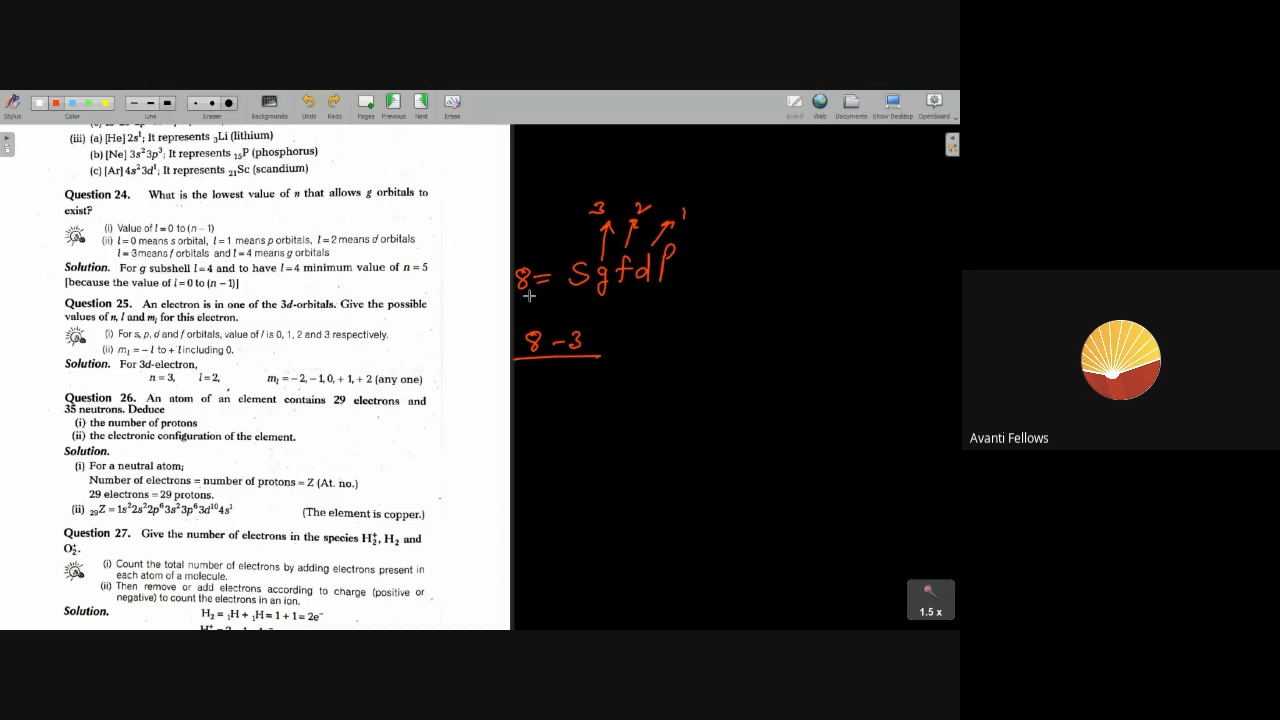 Stylus Color Line Eraser Backgrounds Undo Redo Pages Previous Next Erase Board Web Documents Show Desktop OpenBoard
(iii) (a) [He] 2s¹; It represents ₃Li (lithium)
(b) [Ne] 3s²3p³; It represents ₁₅P (phosphorus)
(c) [Ar] 4s²3d¹; It represents ₂₁Sc (scandium)
Question 24. What is the lowest value of n that allows g orbitals to
exist?
(i) Value of l = 0 to (n – 1)
(ii) l = 0 means s orbital, l = 1 means p orbitals, l = 2 means d orbitals
l = 3 means f orbitals and l = 4 means g orbitals
Solution. For g subshell l = 4 and to have l = 4 minimum value of n = 5
[because the value of l = 0 to (n – 1)]
Question 25. An electron is in one of the 3d-orbitals. Give the possible
values of n, l and mₗ for this electron.
(i) For s, p, d and f orbitals, value of l is 0, 1, 2 and 3 respectively.
(ii) mₗ = – l to + l including 0.
Solution. For 3d-electron,
n = 3, l = 2, mₗ = – 2, – 1, 0, + 1, + 2 (any one)
Question 26. An atom of an element contains 29 electrons and
35 neutrons. Deduce
(i) the number of protons
(ii) the electronic configuration of the element.
Solution.
(i) For a neutral atom;
Number of electrons = number of protons = Z (At. no.)
29 electrons = 29 protons.
(ii) ₂₉Z = 1s²2s²2p⁶3s²3p⁶3d¹⁰4s¹ (The element is copper.)
Question 27. Give the number of electrons in the species H₂⁺, H₂ and
O₂⁺.
(i) Count the total number of electrons by adding electrons present in
each atom of a molecule.
(ii) Then remove or add electrons according to charge (positive or
negative) to count the electrons in an ion.
Solution. H₂ = ₁H + ₁H = 1 + 1 = 2e⁻
3 2 1
8 = s g f d p
8 – 3
1.5 x
Avanti Fellows